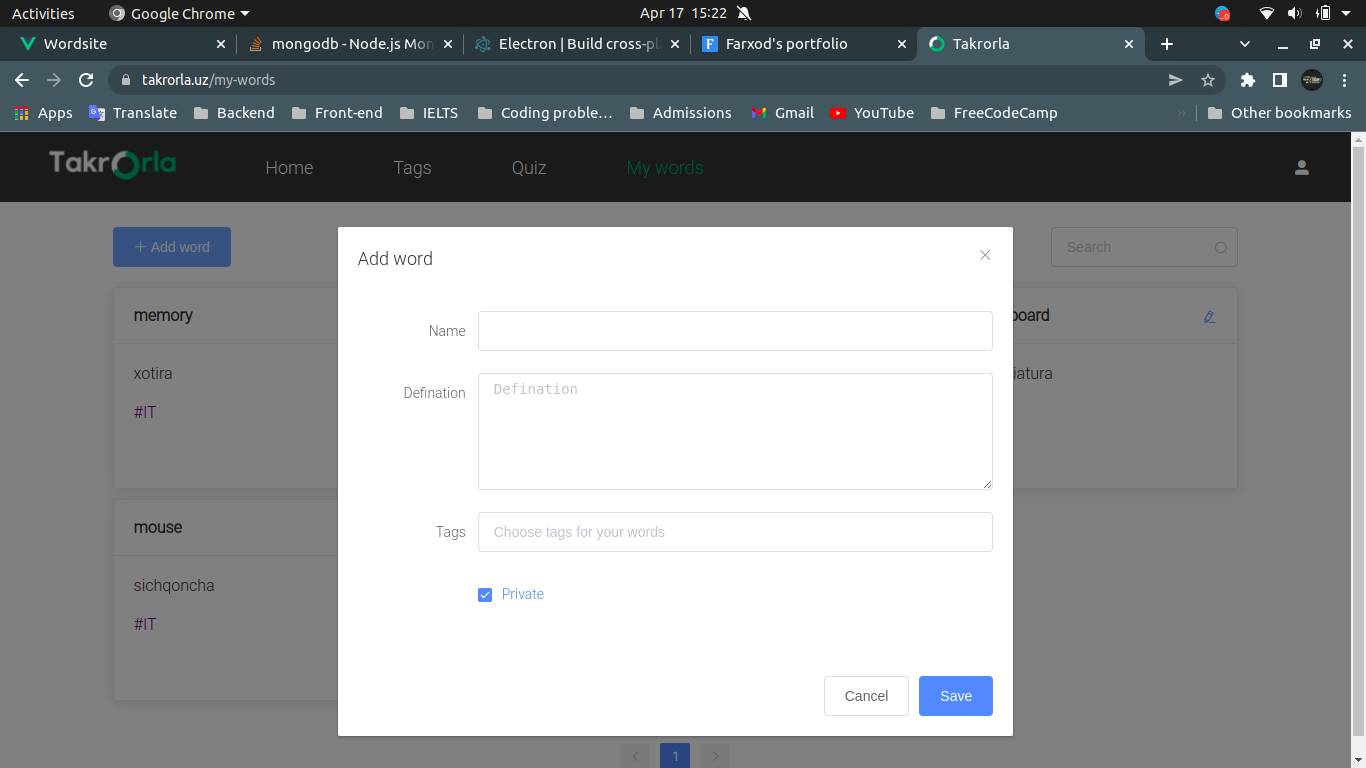 Activities Google Chrome Apr 17 15:22
Wordsite mongodb - Node.js Mon Electron | Build cross-pl Farxod's portfolio Takrorla
takrorla.uz/my-words
Apps Translate Backend Front-end IELTS Coding proble... Admissions Gmail YouTube FreeCodeCamp » Other bookmarks
Takrorla Home Tags Quiz My words
+ Add word Search
Add word
memory board
Name
xotira iatura
Defination Defination
#IT
mouse
Tags Choose tags for your words
sichqoncha
Private
#IT
Cancel Save
1